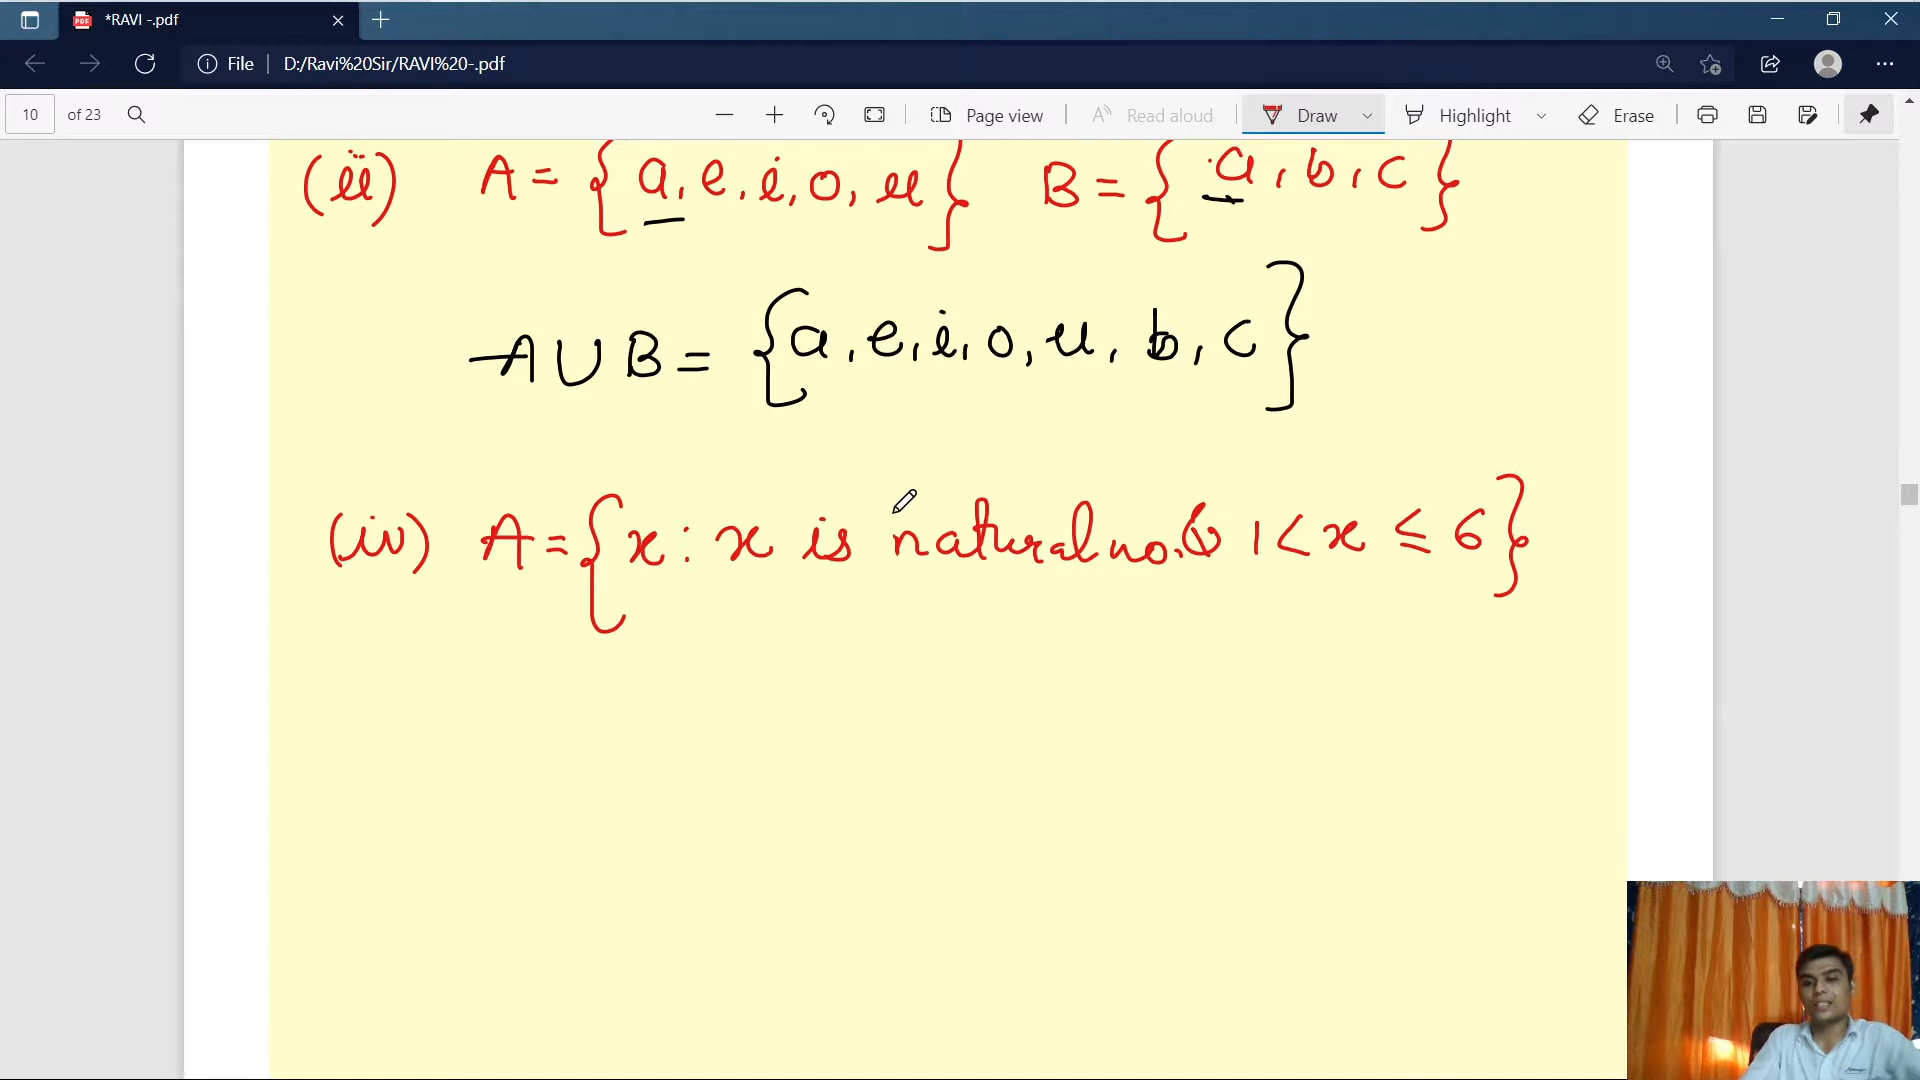 *RAVI -.pdf
File D:/Ravi%20Sir/RAVI%20-.pdf
10 of 23 Page view Read aloud Draw Highlight Erase
(ii) A = { a, e, i, o, u } B = { a, b, c }
A ∪ B = { a, e, i, o, u, b, c }
(iv) A = { x : x is natural no. & 1 < x ≤ 6 }